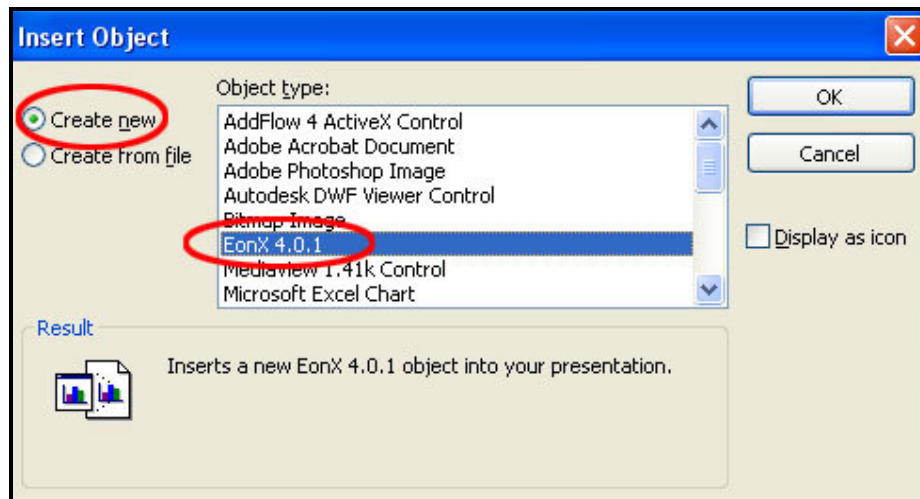 Insert Object
Object type:
Create new
Create from file
AddFlow 4 ActiveX Control
Adobe Acrobat Document
Adobe Photoshop Image
Autodesk DWF Viewer Control
Bitmap Image
EonX 4.0.1
Mediaview 1.41k Control
Microsoft Excel Chart
OK
Cancel
Display as icon
Result
Inserts a new EonX 4.0.1 object into your presentation.